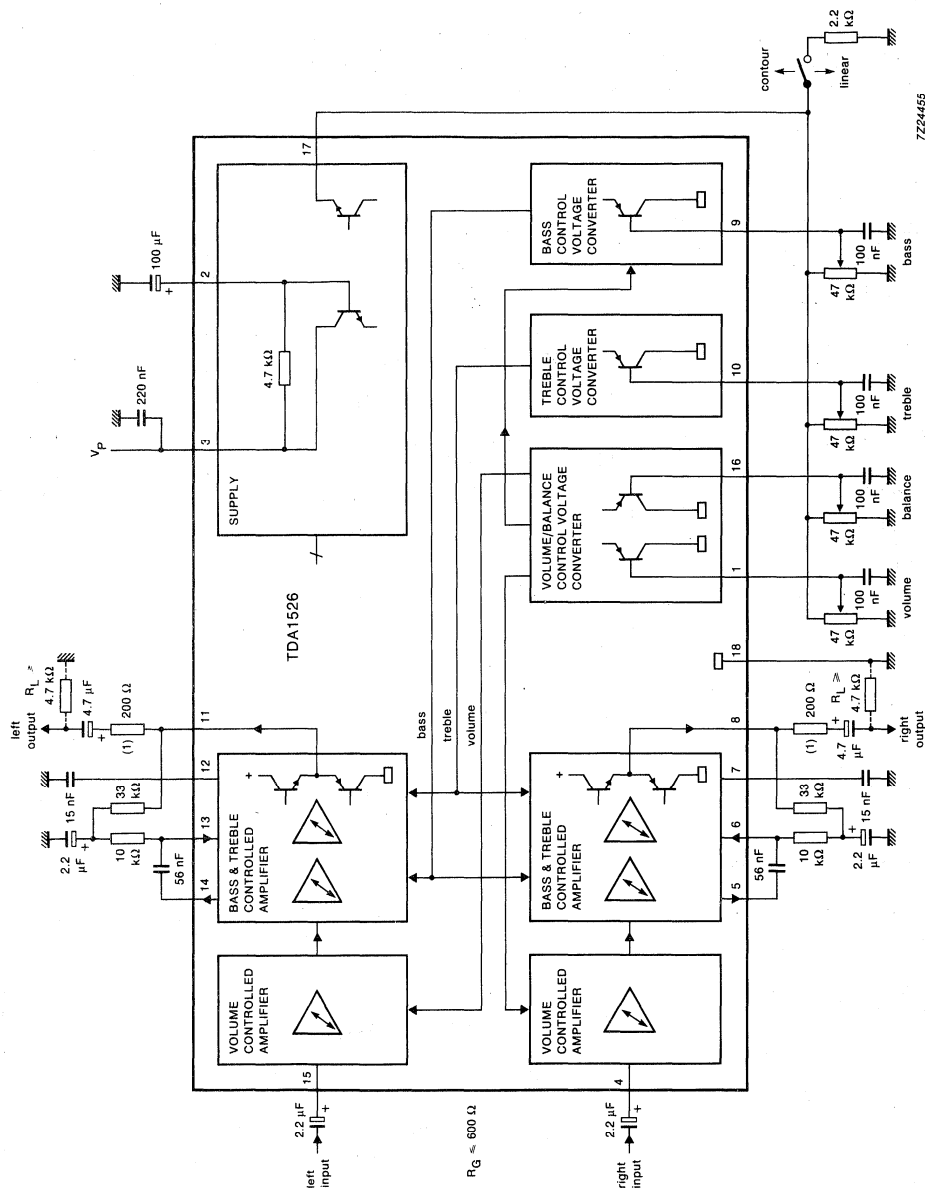 left
output
R_L ≥
4.7 kΩ
4.7 μF
200 Ω
(1)
11
12
15 nF
33
kΩ
13
2.2
μF
+
10
kΩ
56 nF
14
+
BASS & TREBLE
CONTROLLED
AMPLIFIER
+
VOLUME
CONTROLLED
AMPLIFIER
15
2.2 μF
+
left
input
R_G ≤ 600 Ω
TDA1526
V_P
220 nF
3
100 μF
+
2
4.7 kΩ
SUPPLY
17
contour
linear
2.2
kΩ
bass
treble
volume
VOLUME/BALANCE
CONTROL VOLTAGE
CONVERTER
TREBLE
CONTROL
VOLTAGE
CONVERTER
BASS
CONTROL
VOLTAGE
CONVERTER
1
16
10
9
47
kΩ
100
nF
volume
47
kΩ
100
nF
balance
47
kΩ
100
nF
treble
47
kΩ
100
nF
bass
right
input
2.2 μF
+
4
VOLUME
CONTROLLED
AMPLIFIER
BASS & TREBLE
CONTROLLED
AMPLIFIER
+
5
56 nF
6
10
kΩ
2.2
μF
+
7
33
kΩ
15 nF
8
200 Ω
(1)
+
4.7
μF
R_L ≥
4.7 kΩ
right
output
18
7Z24455